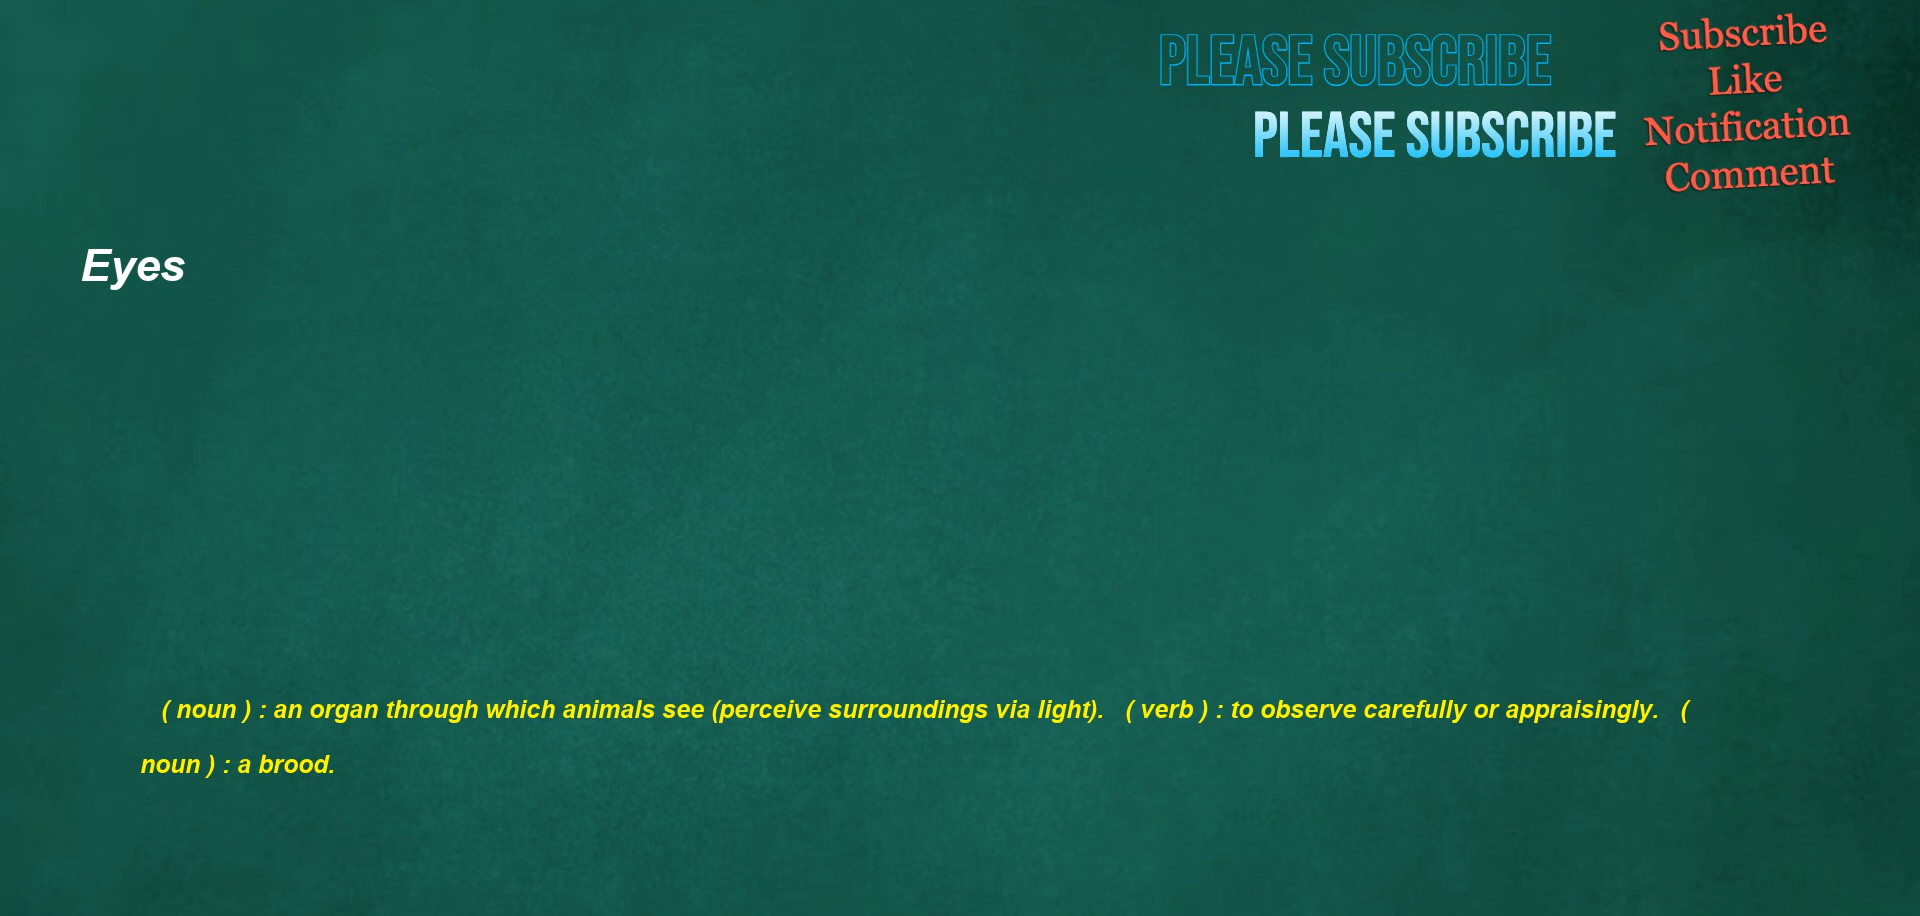 PLEASE SUBSCRIBE
PLEASE SUBSCRIBE
Subscribe
Like
Notification
Comment
Eyes
( noun ) : an organ through which animals see (perceive surroundings via light).   ( verb ) : to observe carefully or appraisingly.   (
noun ) : a brood.